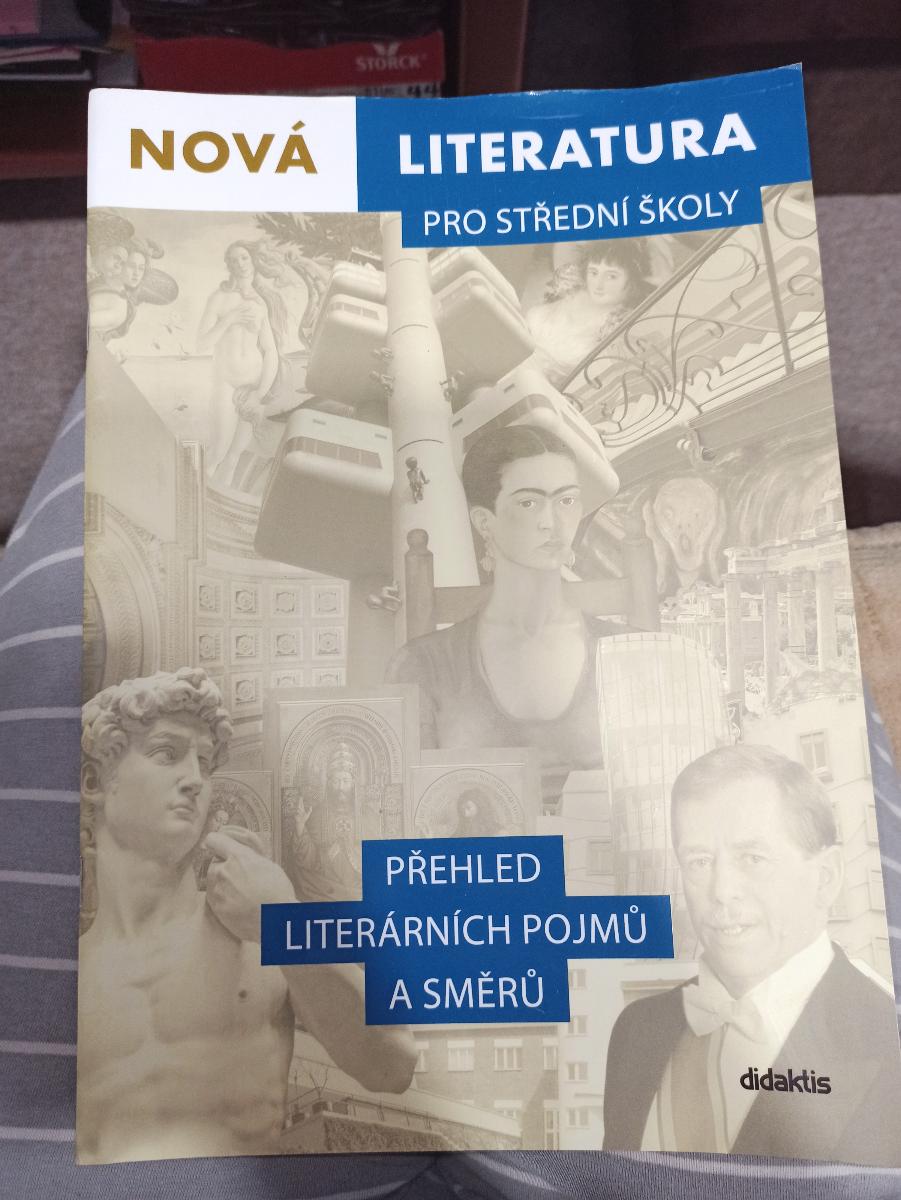 STORCK
NOVÁ LITERATURA
PRO STŘEDNÍ ŠKOLY
PŘEHLED
LITERÁRNÍCH POJMŮ
A SMĚRŮ
didaktis